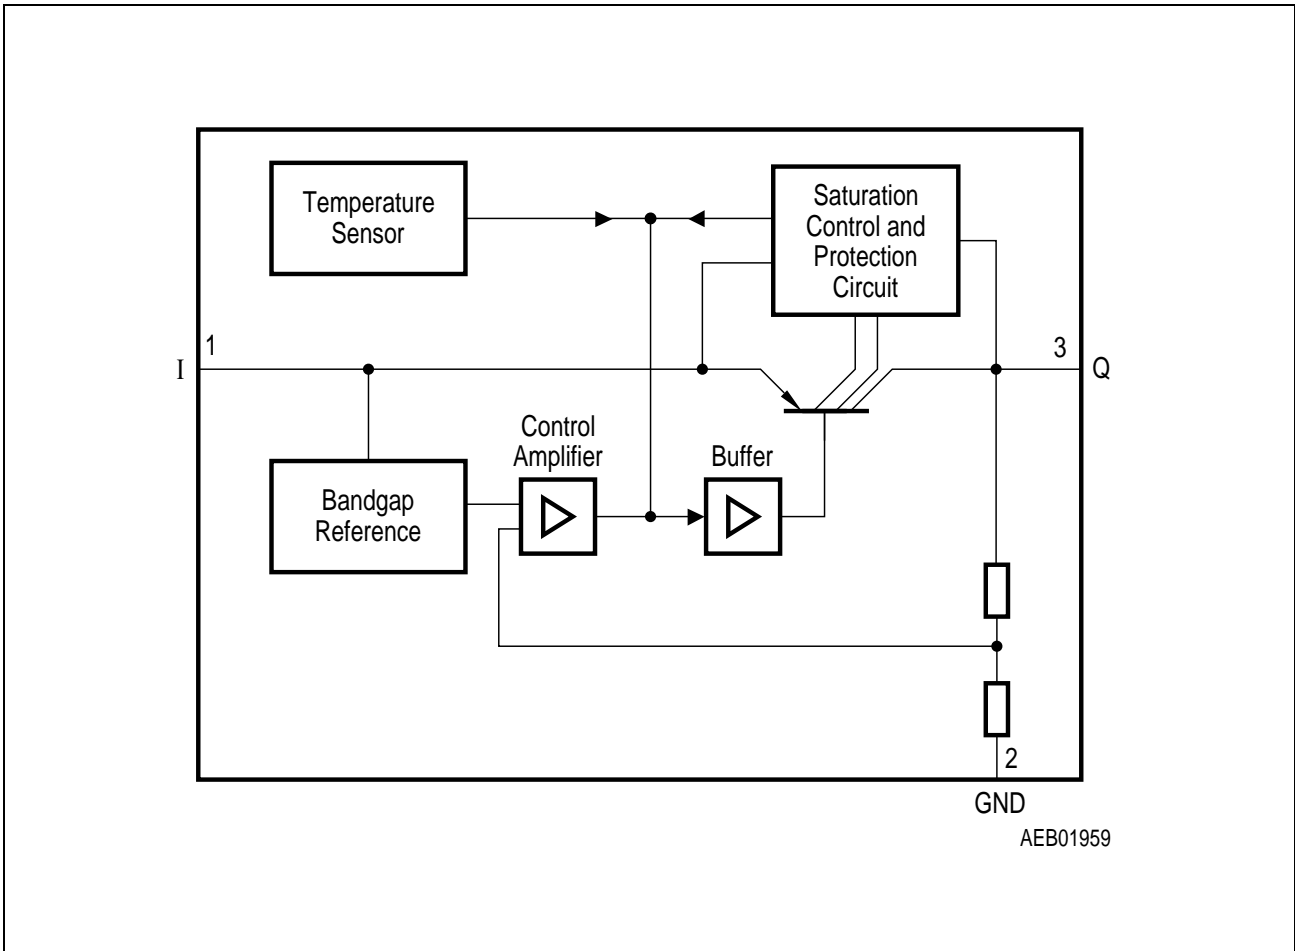 Temperature
Sensor
Saturation
Control and
Protection
Circuit
1
I
3
Q
Control
Amplifier
Buffer
Bandgap
Reference
2
GND
AEB01959